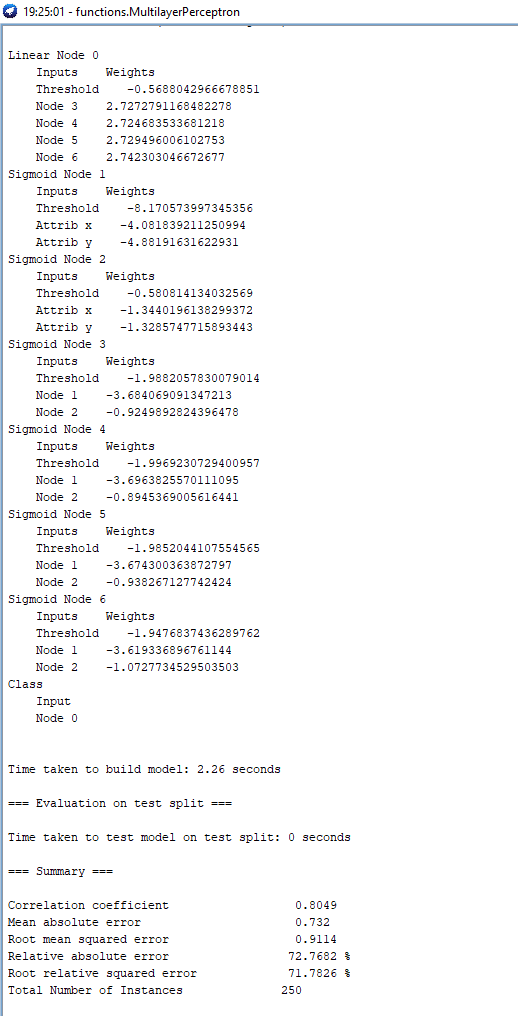 19:25:01 - functions.MultilayerPerceptron
Linear Node 0
Inputs Weights
Threshold -0.5688042966678851
Node 3 2.7272791168482278
Node 4 2.724683533681218
Node 5 2.729496006102753
Node 6 2.742303046672677
Sigmoid Node 1
Inputs Weights
Threshold -8.170573997345356
Attrib x -4.081839211250994
Attrib y -4.88191631622931
Sigmoid Node 2
Inputs Weights
Threshold -0.580814134032569
Attrib x -1.3440196138299372
Attrib y -1.3285747715893443
Sigmoid Node 3
Inputs Weights
Threshold -1.9882057830079014
Node 1 -3.684069091347213
Node 2 -0.9249892824396478
Sigmoid Node 4
Inputs Weights
Threshold -1.9969230729400957
Node 1 -3.6963825570111095
Node 2 -0.8945369005616441
Sigmoid Node 5
Inputs Weights
Threshold -1.9852044107554565
Node 1 -3.674300363872797
Node 2 -0.938267127742424
Sigmoid Node 6
Inputs Weights
Threshold -1.9476837436289762
Node 1 -3.619336896761144
Node 2 -1.0727734529503503
Class
Input
Node 0
Time taken to build model: 2.26 seconds
=== Evaluation on test split ===
Time taken to test model on test split: 0 seconds
=== Summary ===
Correlation coefficient 0.8049
Mean absolute error 0.732
Root mean squared error 0.9114
Relative absolute error 72.7682 %
Root relative squared error 71.7826 %
Total Number of Instances 250